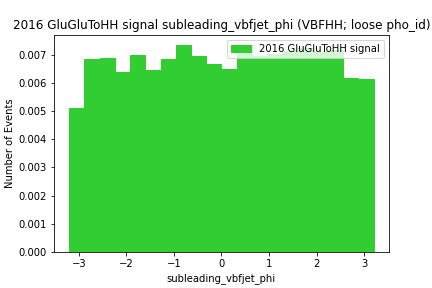 2016 GluGluToHH signal subleading_vbfjet_phi (VBFHH; loose pho_id)
2016 GluGluToHH signal
Number of Events
0.007
0.006
0.005
0.004
0.003
0.002
0.001
0.000
−3 −2 −1 0 1 2 3
subleading_vbfjet_phi